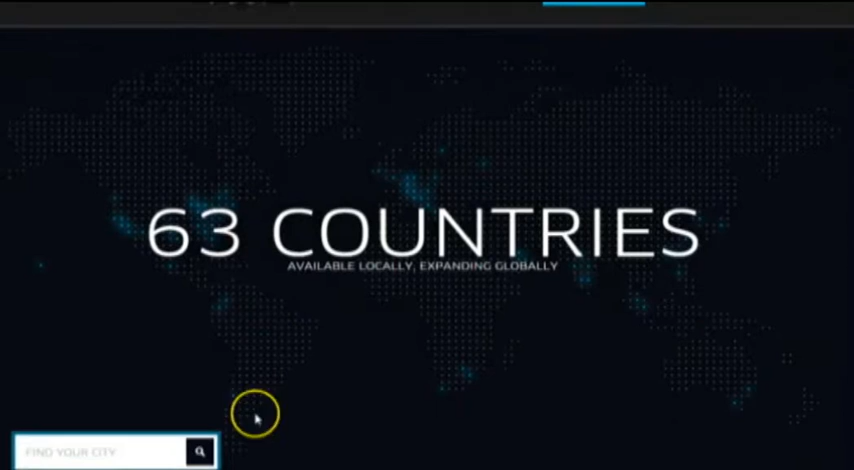 63 COUNTRIES
AVAILABLE LOCALLY, EXPANDING GLOBALLY
FIND YOUR CITY